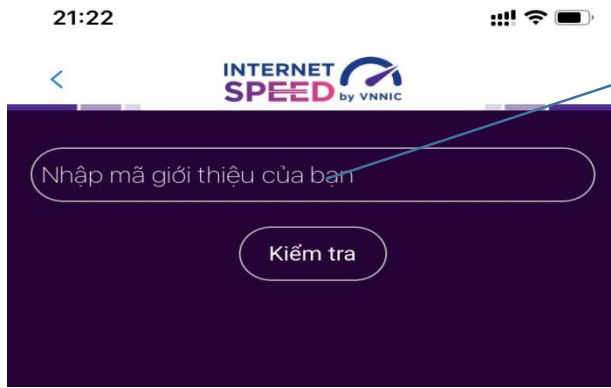 21:22
INTERNET
SPEED by VNNIC
Nhập mã giới thiệu của bạn
Kiểm tra